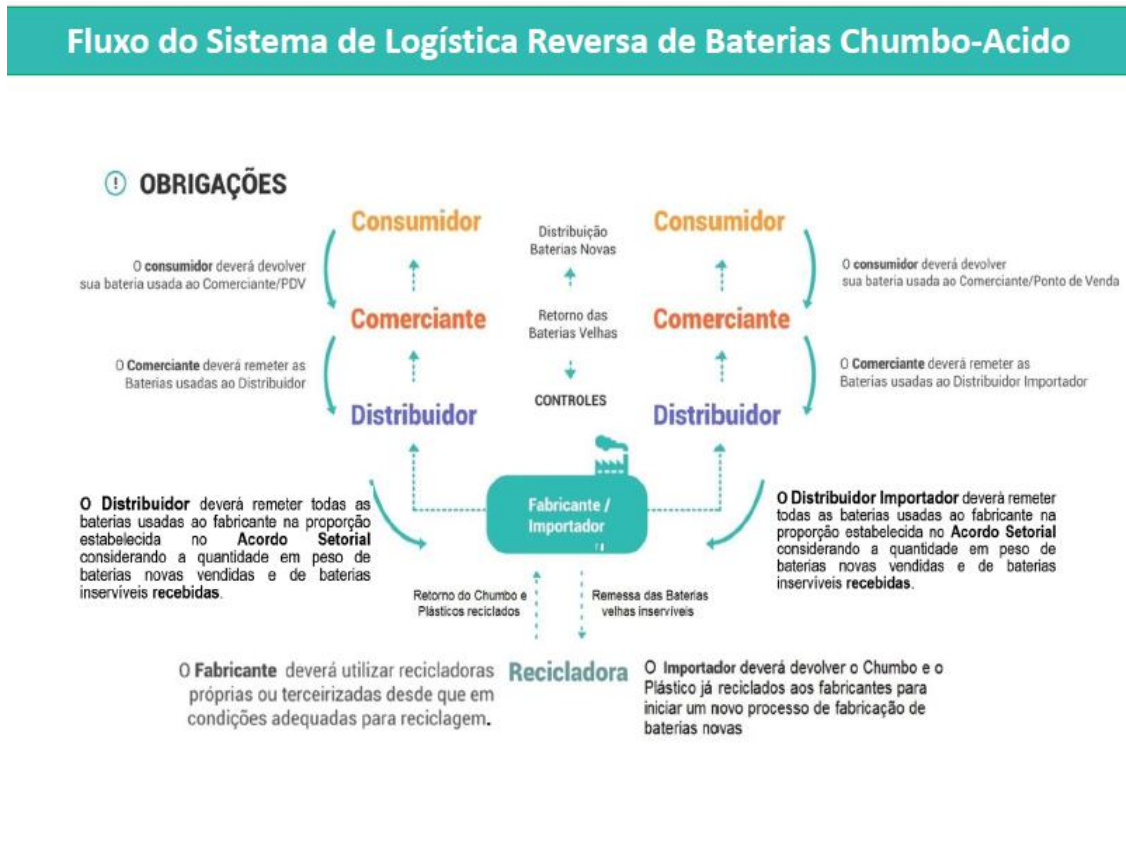 Fluxo do Sistema de Logística Reversa de Baterias Chumbo-Acido
OBRIGAÇÕES
Consumidor
O consumidor deverá devolver
sua bateria usada ao Comerciante/PDV
Comerciante
O Comerciante deverá remeter as
Baterias usadas ao Distribuidor
Distribuidor
O Distribuidor deverá remeter todas as
baterias usadas ao fabricante na proporção
estabelecida no Acordo Setorial
considerando a quantidade em peso de
baterias novas vendidas e de baterias
inservíveis recebidas.
Distribuição
Baterias Novas
Retorno das
Baterias Velhas
CONTROLES
Consumidor
O consumidor deverá devolver
sua bateria usada ao Comerciante/Ponto de Venda
Comerciante
O Comerciante deverá remeter as
Baterias usadas ao Distribuidor Importador
Distribuidor
O Distribuidor Importador deverá remeter
todas as baterias usadas ao fabricante na
proporção estabelecida no Acordo Setorial
considerando a quantidade em peso de
baterias novas vendidas e de baterias
inservíveis recebidas.
Fabricante /
Importador
Retorno do Chumbo e
Plásticos reciclados
Remessa das Baterias
velhas inservíveis
O Fabricante deverá utilizar recicladoras
próprias ou terceirizadas desde que em
condições adequadas para reciclagem.
Recicladora
O Importador deverá devolver o Chumbo e o
Plástico já reciclados aos fabricantes para
iniciar um novo processo de fabricação de
baterias novas